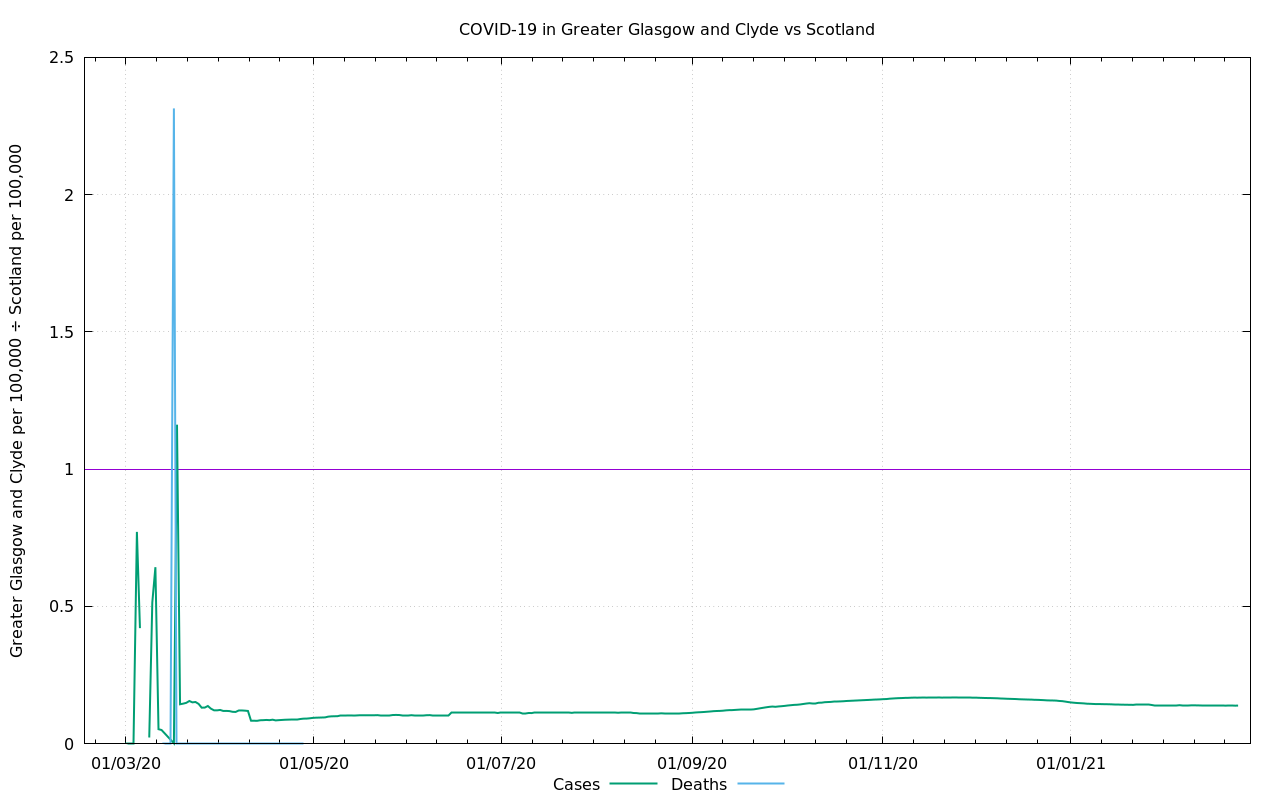 COVID-19 in Greater Glasgow and Clyde vs Scotland
Greater Glasgow and Clyde per 100,000 ÷ Scotland per 100,000
2.5
2
1.5
1
0.5
0
01/03/20 01/05/20 01/07/20 01/09/20 01/11/20 01/01/21
Cases Deaths